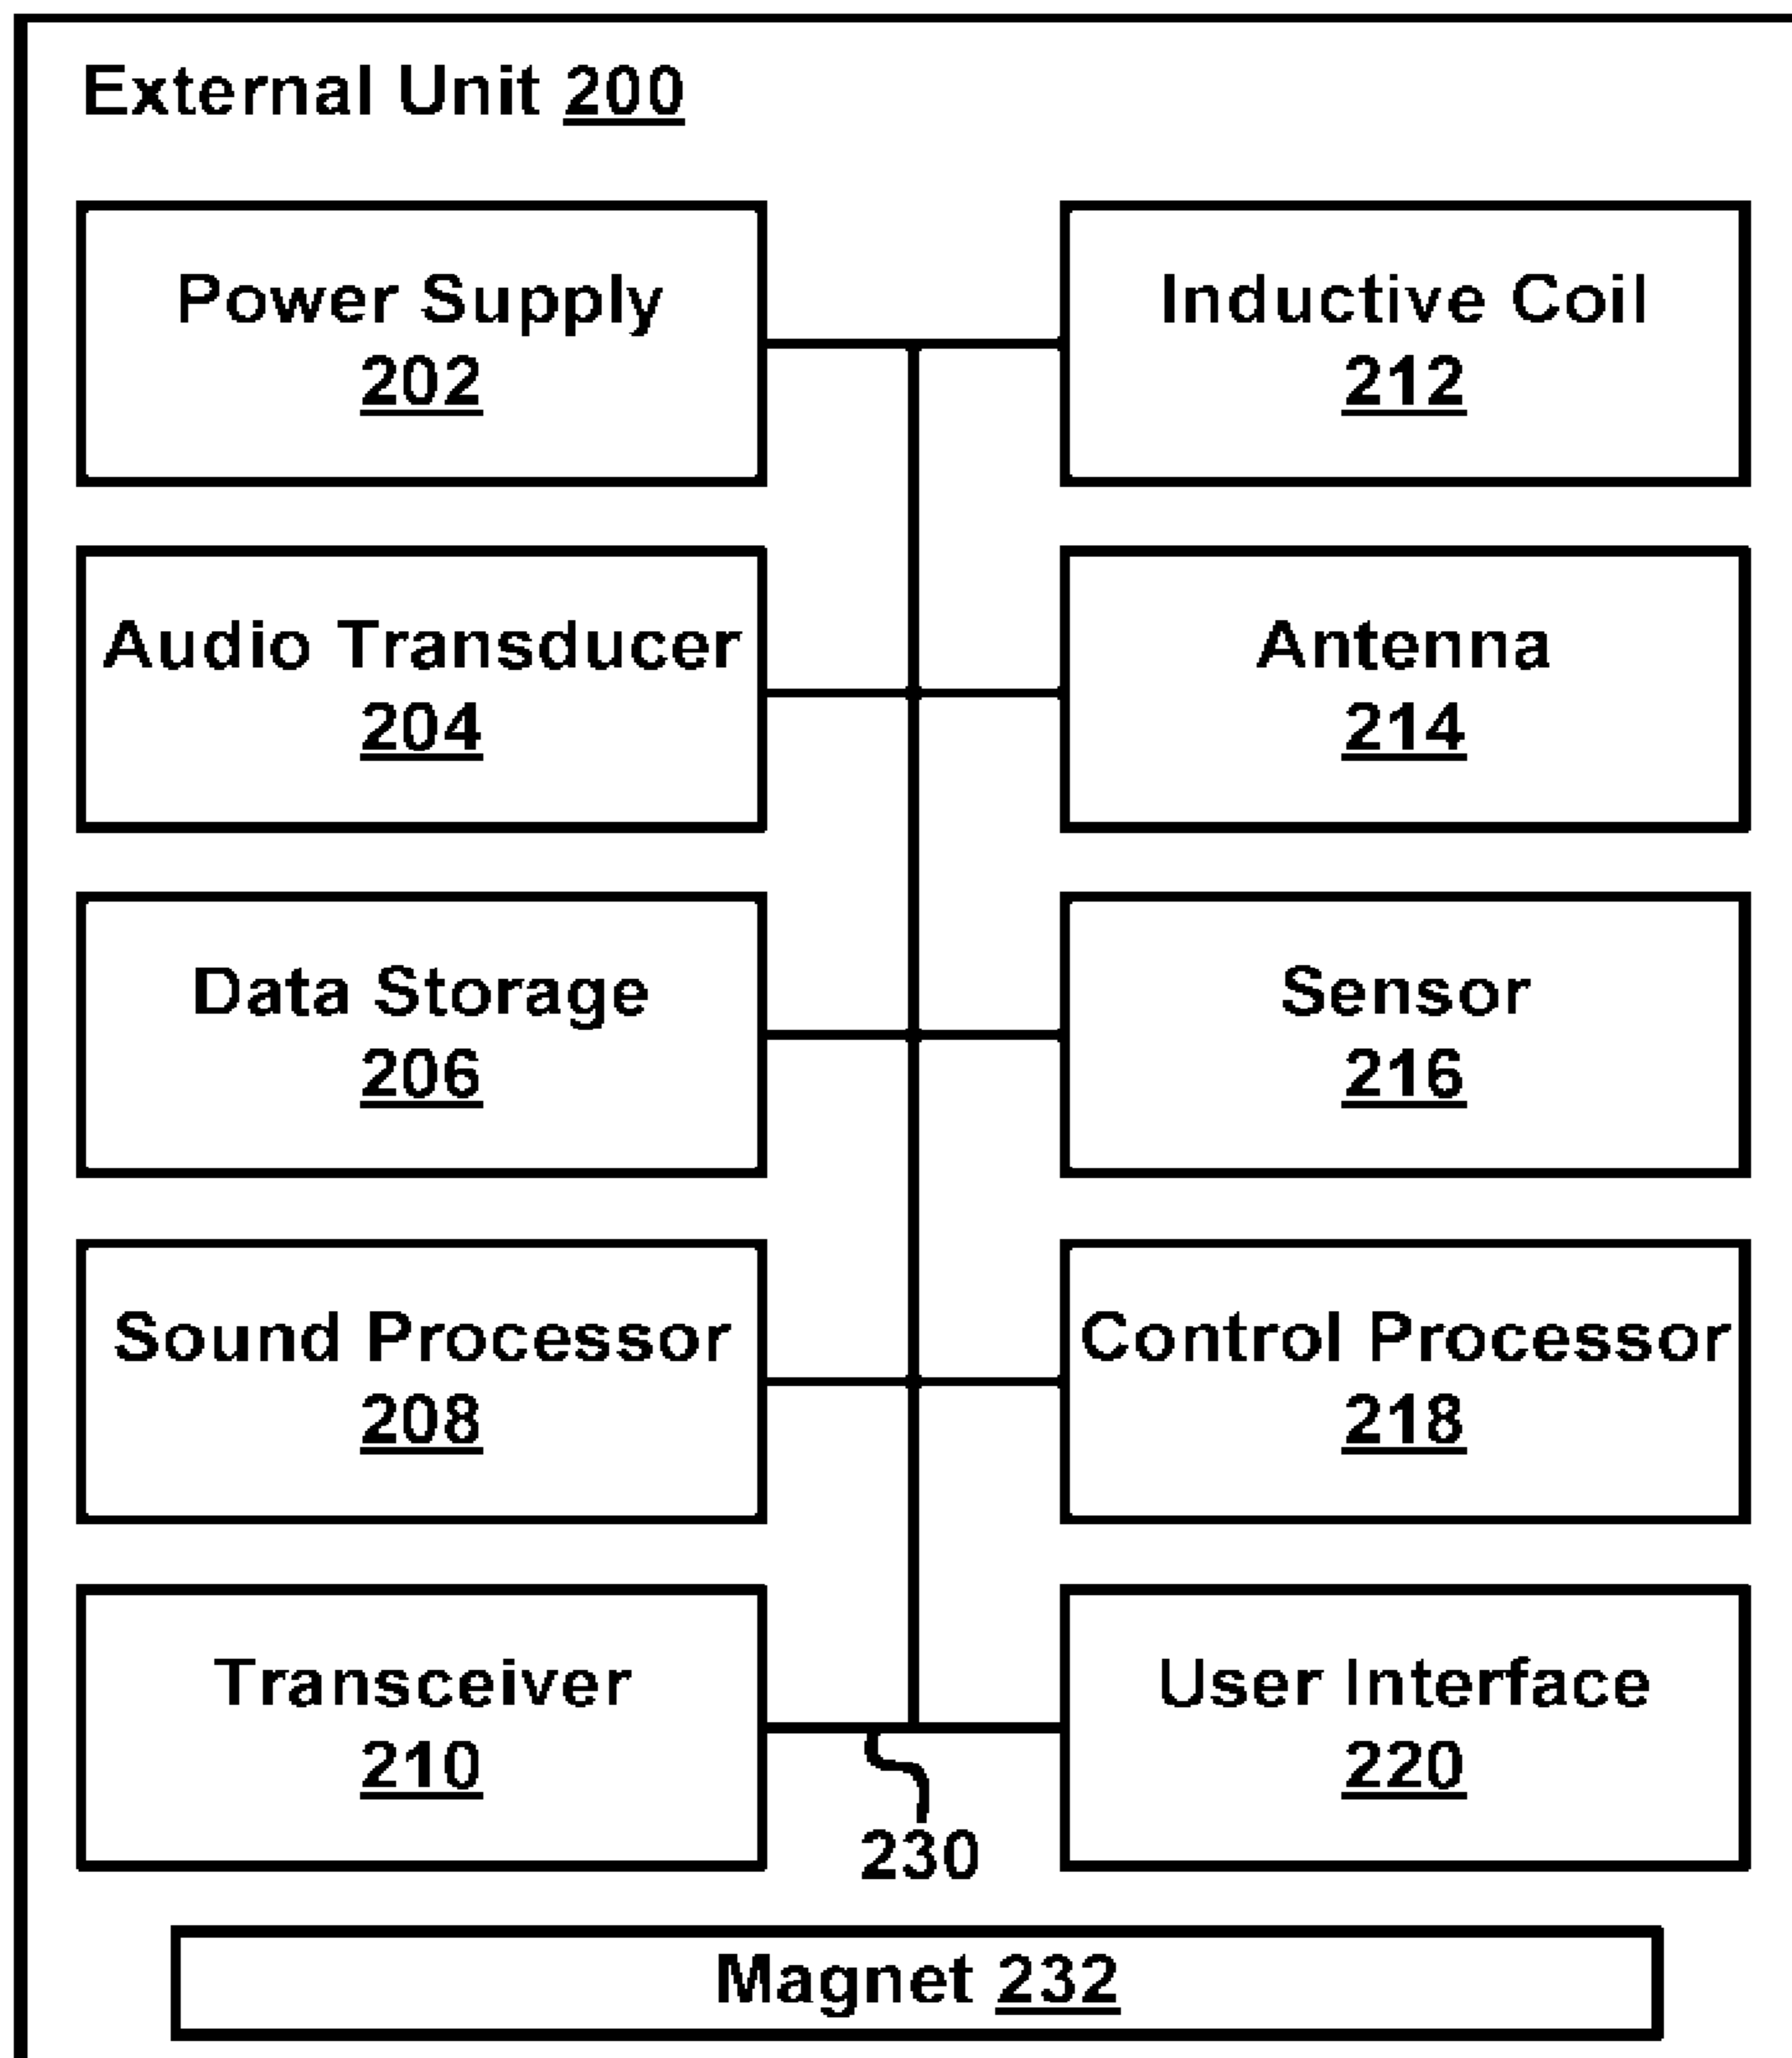 External Unit 200
Power Supply
202
Inductive Coil
212
Audio Transducer
204
Antenna
214
Data Storage
206
Sensor
216
Sound Processor
208
Control Processor
218
Transceiver
210
User Interface
220
230
Magnet 232